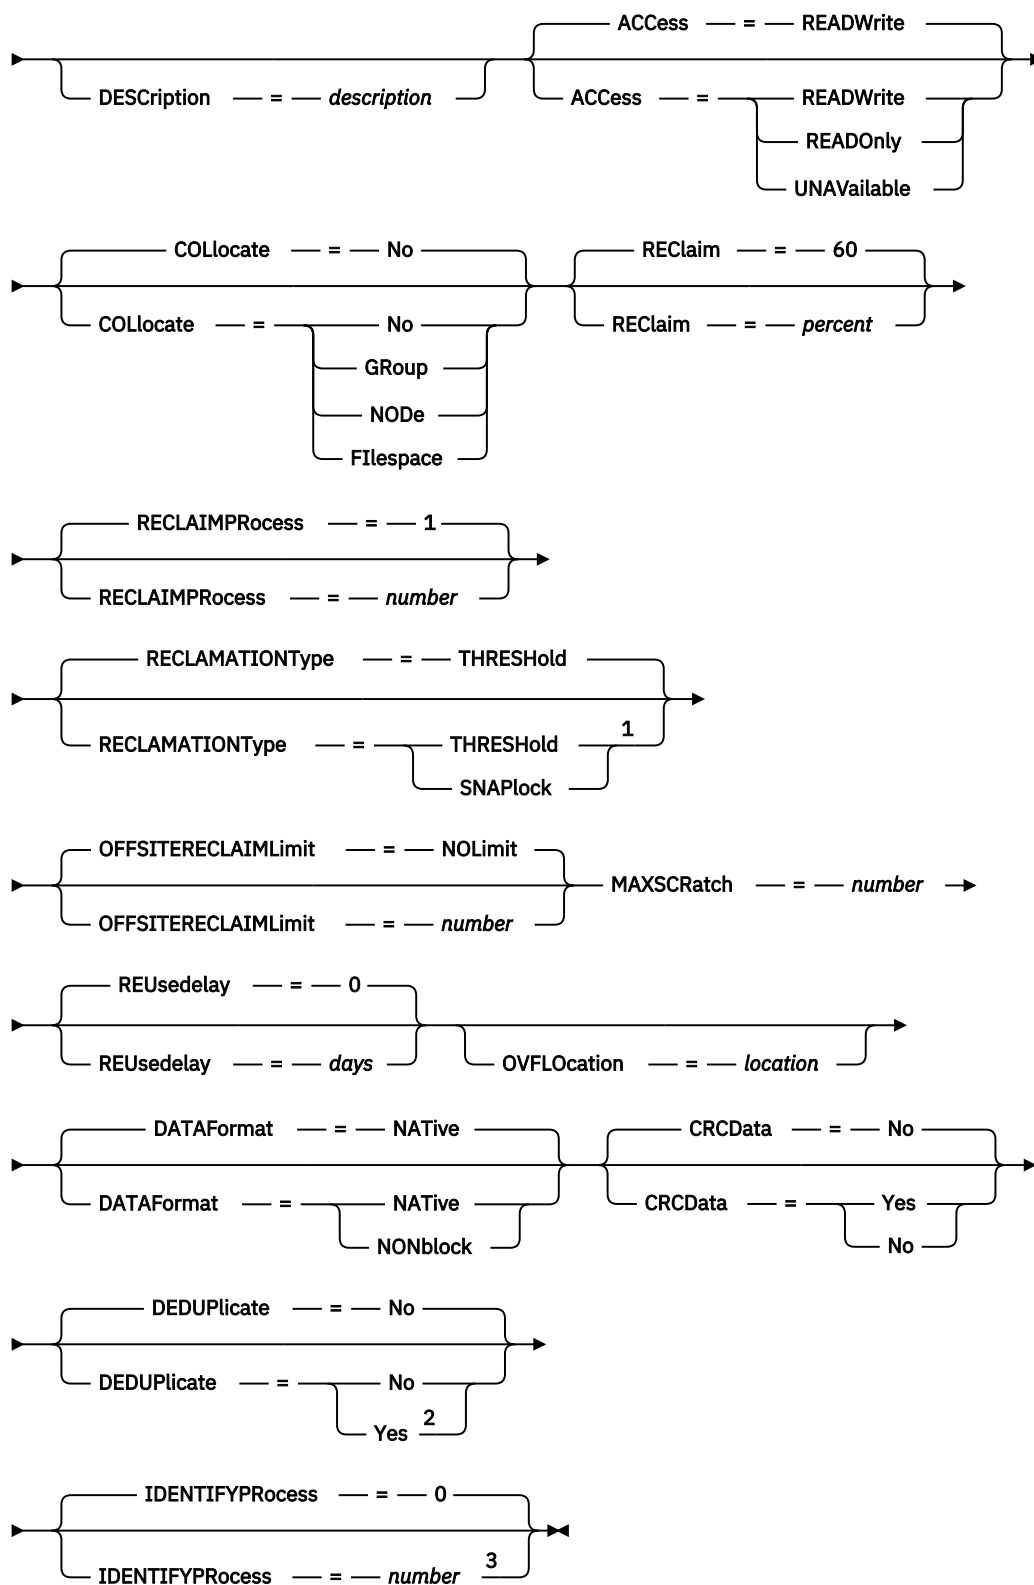 ACCess = READWrite
DESCription = description ACCess = READWrite
READOnly
UNAVailable
COLlocate = No REClaim = 60
COLlocate = No REClaim = percent
GRoup
NODe
FIlespace
RECLAIMPRocess = 1
RECLAIMPRocess = number
RECLAMATIONType = THRESHold
1
RECLAMATIONType = THRESHold
SNAPlock
OFFSITERECLAIMLimit = NOLimit
MAXSCRatch = number
OFFSITERECLAIMLimit = number
REUsedelay = 0
REUsedelay = days OVFLOcation = location
DATAFormat = NATive CRCData = No
DATAFormat = NATive CRCData = Yes
NONblock No
DEDUPlicate = No
DEDUPlicate = No
Yes 2
IDENTIFYPRocess = 0
IDENTIFYPRocess = number 3